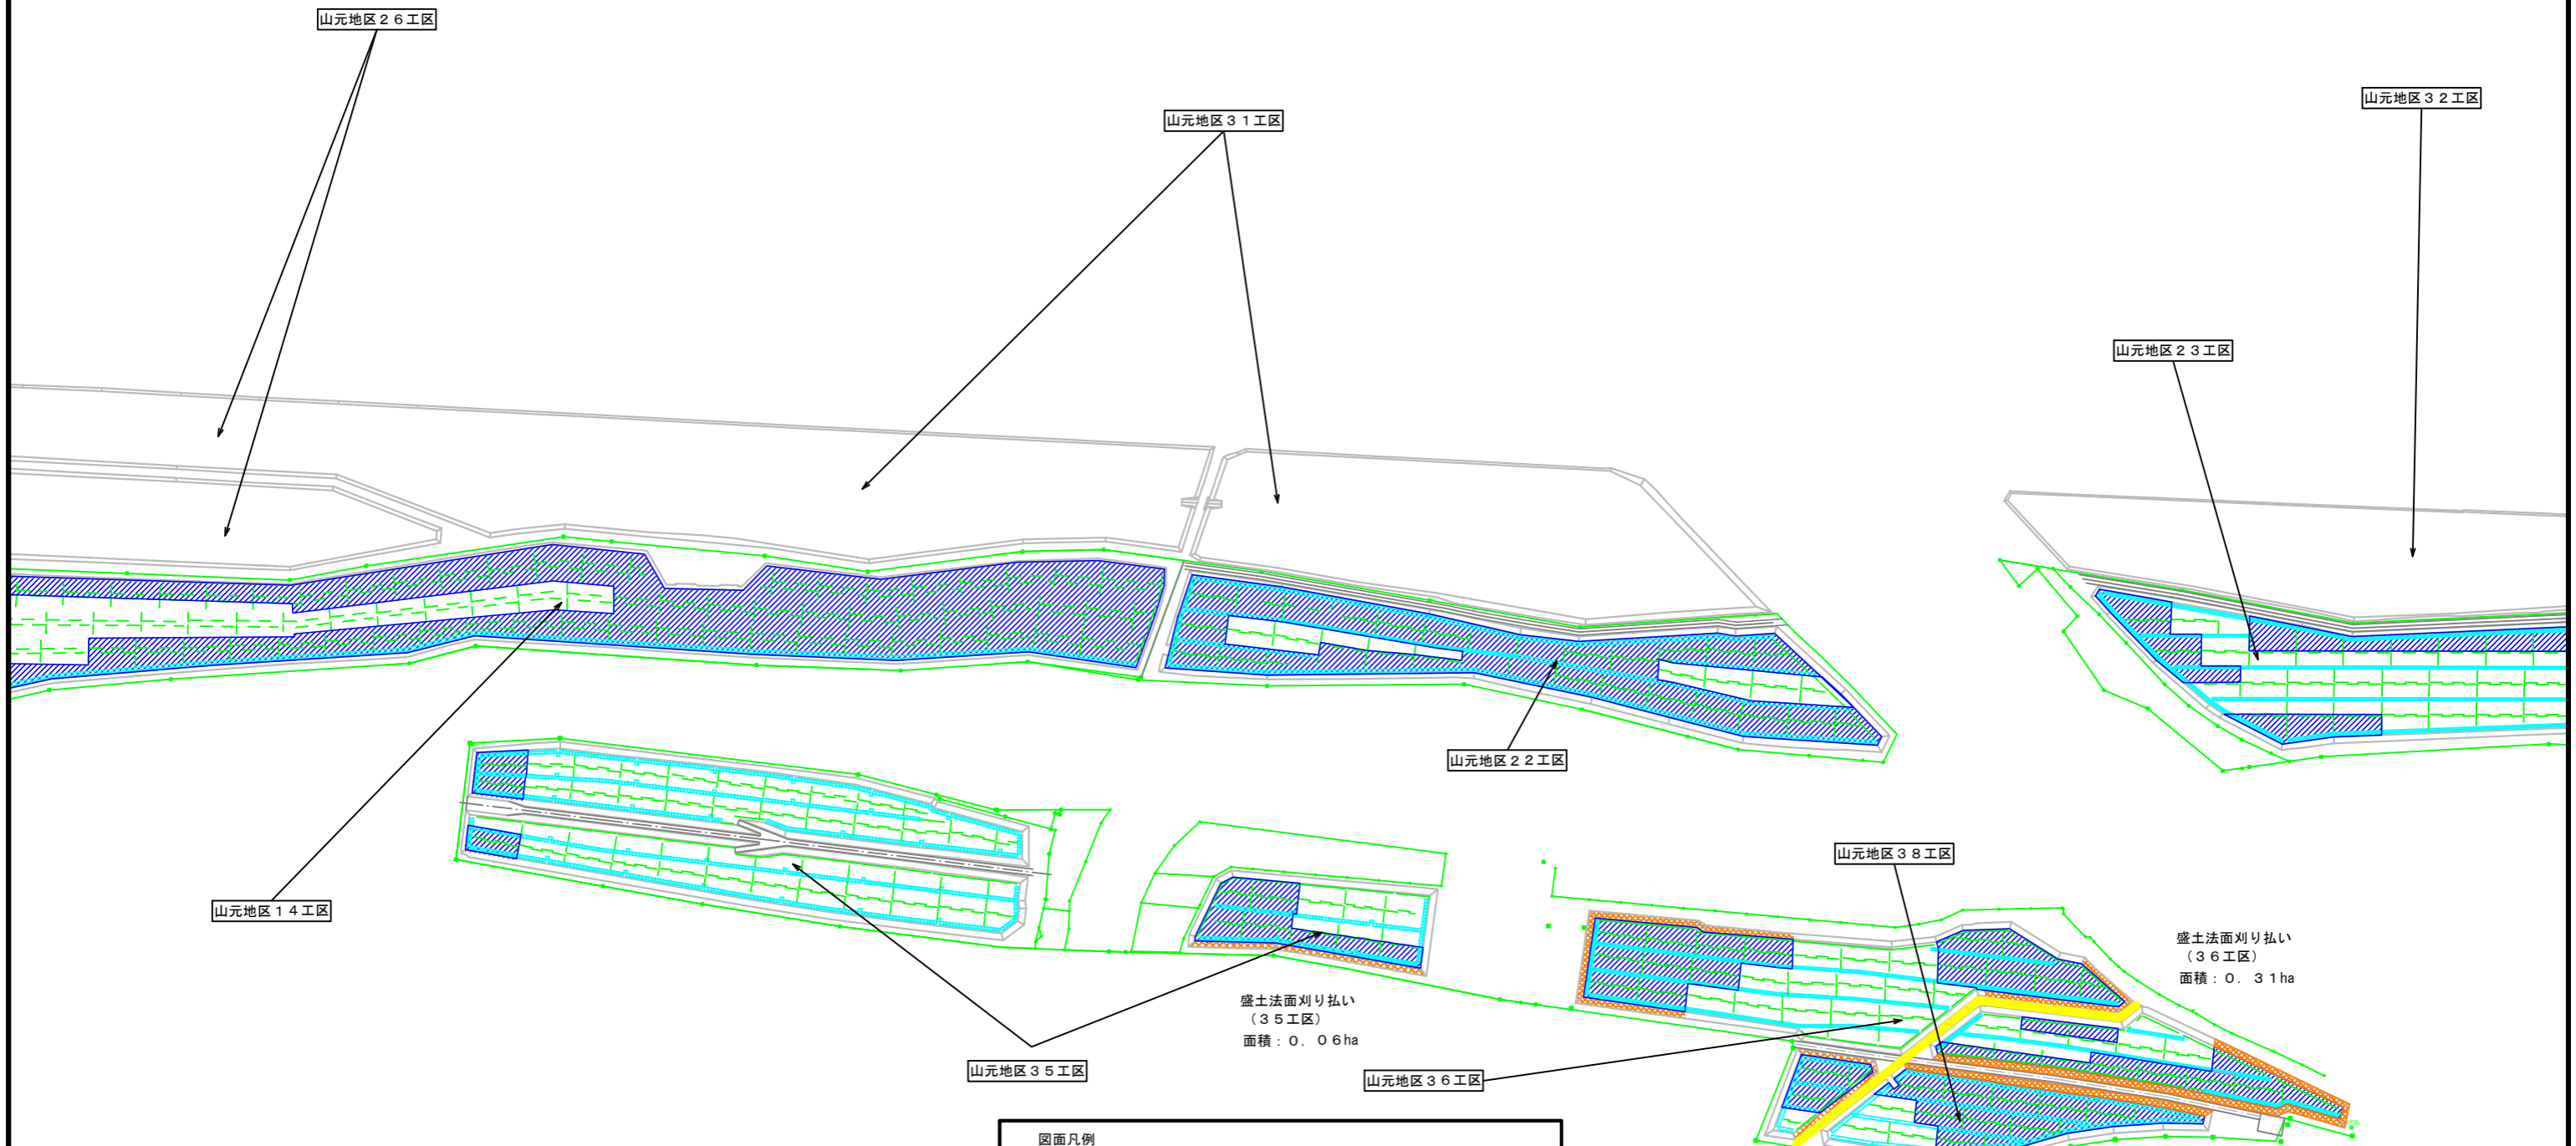 山元地区２６工区
山元地区３２工区
山元地区３１工区
山元地区２３工区
山元地区２２工区
山元地区３８工区
山元地区１４工区
盛土法面刈り払い
（３６工区）
面積：０．３１ha
盛土法面刈り払い
（３５工区）
面積：０．０６ha
山元地区３５工区
山元地区３６工区
図面凡例